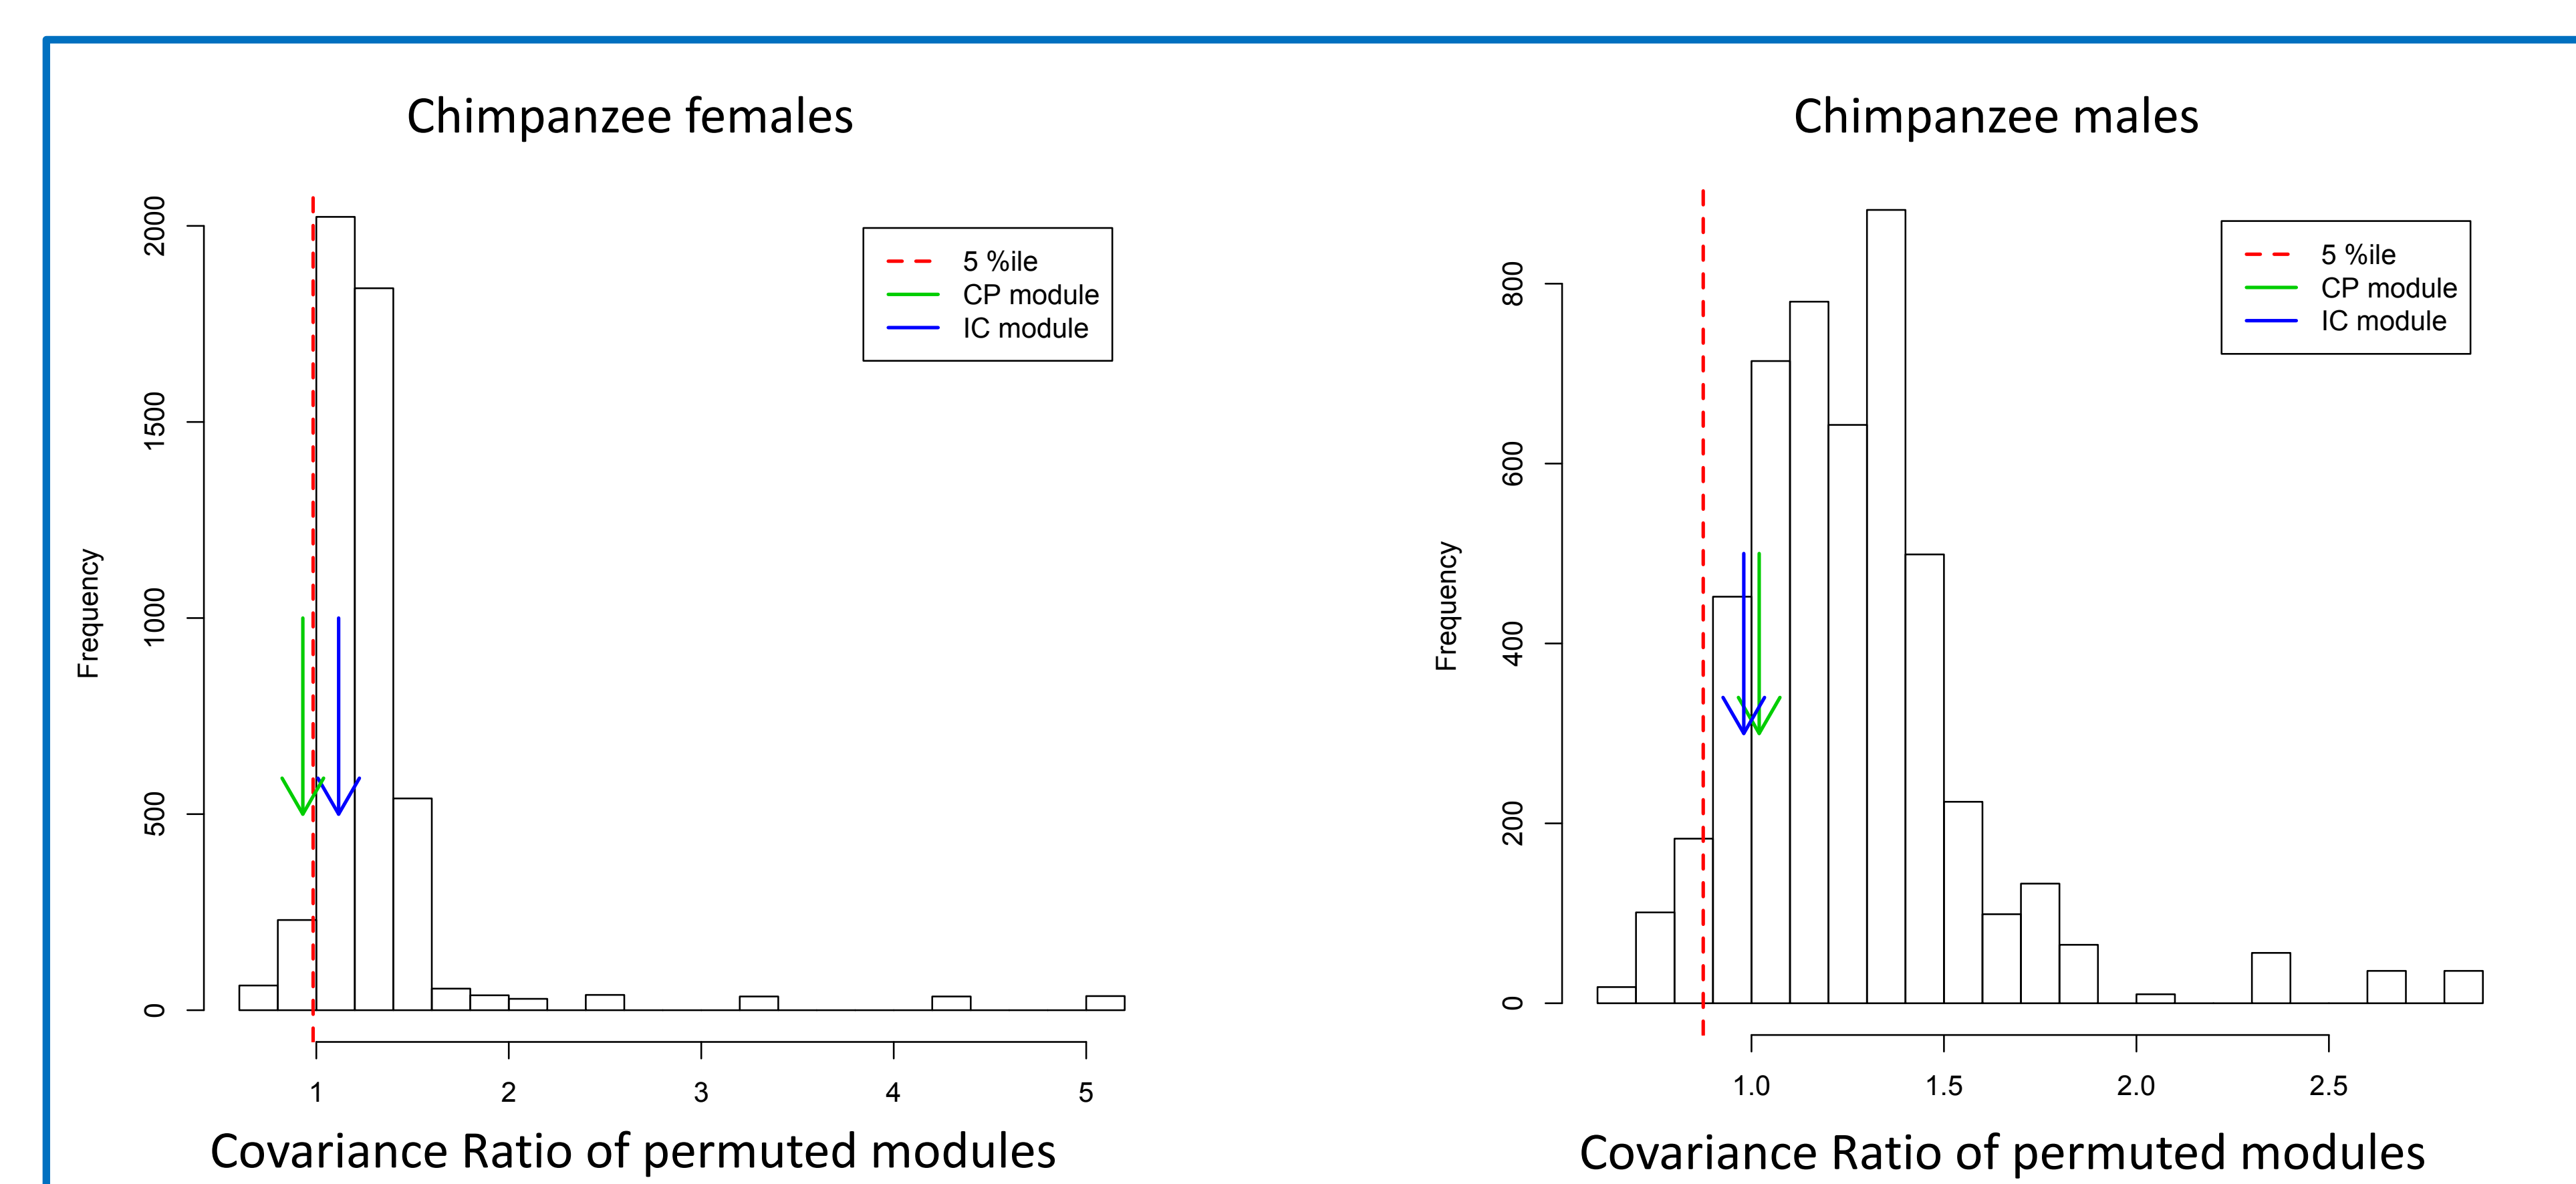 Chimpanzee females
2000
1500
1000
500
0
Frequency
5 %ile
CP module
IC module
1 2 3 4 5
Covariance Ratio of permuted modules
Chimpanzee males
800
600
400
200
0
Frequency
5 %ile
CP module
IC module
1.0 1.5 2.0 2.5
Covariance Ratio of permuted modules